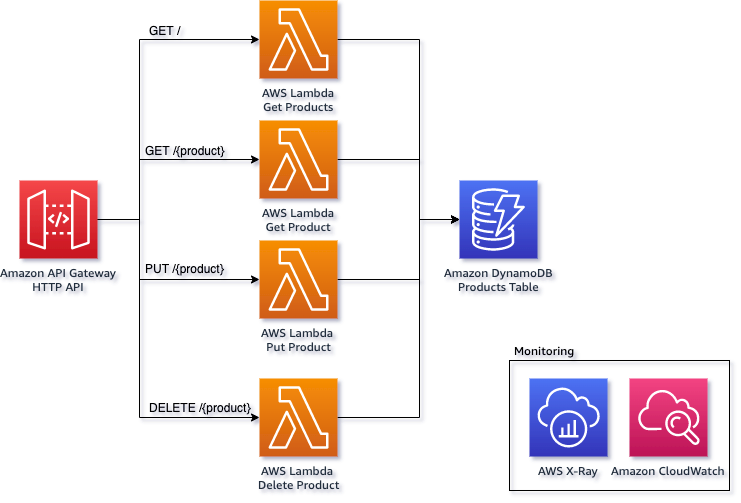 GET /
AWS Lambda
Get Products
GET /{product}
AWS Lambda
Get Product
Amazon API Gateway
HTTP API
PUT /{product}
AWS Lambda
Put Product
Amazon DynamoDB
Products Table
DELETE /{product}
AWS Lambda
Delete Product
Monitoring
AWS X-Ray
Amazon CloudWatch